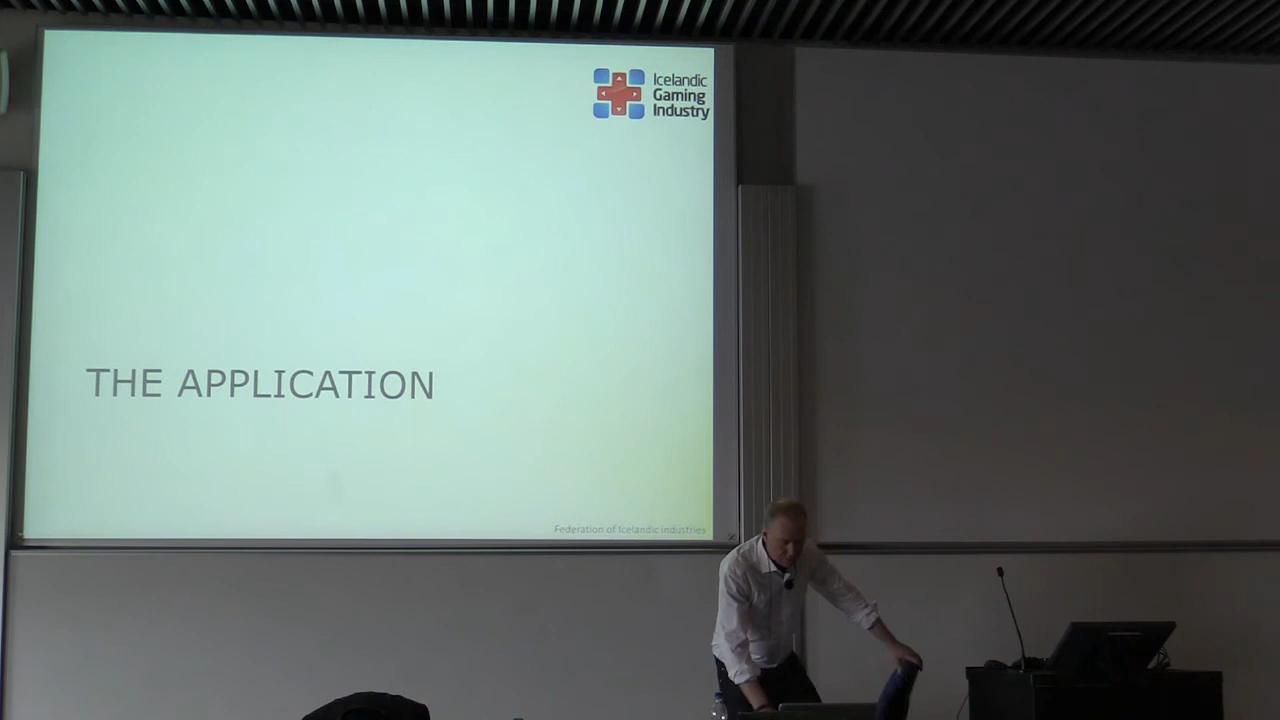 Icelandic
Gaming
Industry
THE APPLICATION
Federation of Icelandic industries